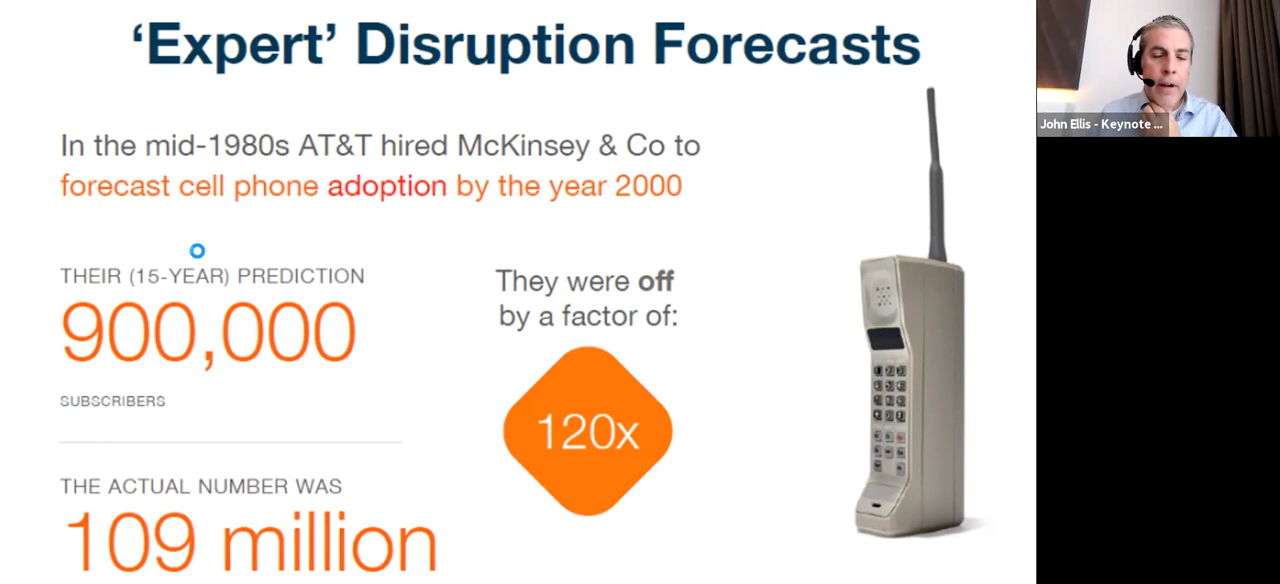 ‘Expert’ Disruption Forecasts
In the mid-1980s AT&T hired McKinsey & Co to
forecast cell phone adoption by the year 2000
THEIR (15-YEAR) PREDICTION
900,000
SUBSCRIBERS
THE ACTUAL NUMBER WAS
109 million
They were off
by a factor of:
120x
John Ellis - Keynote ...